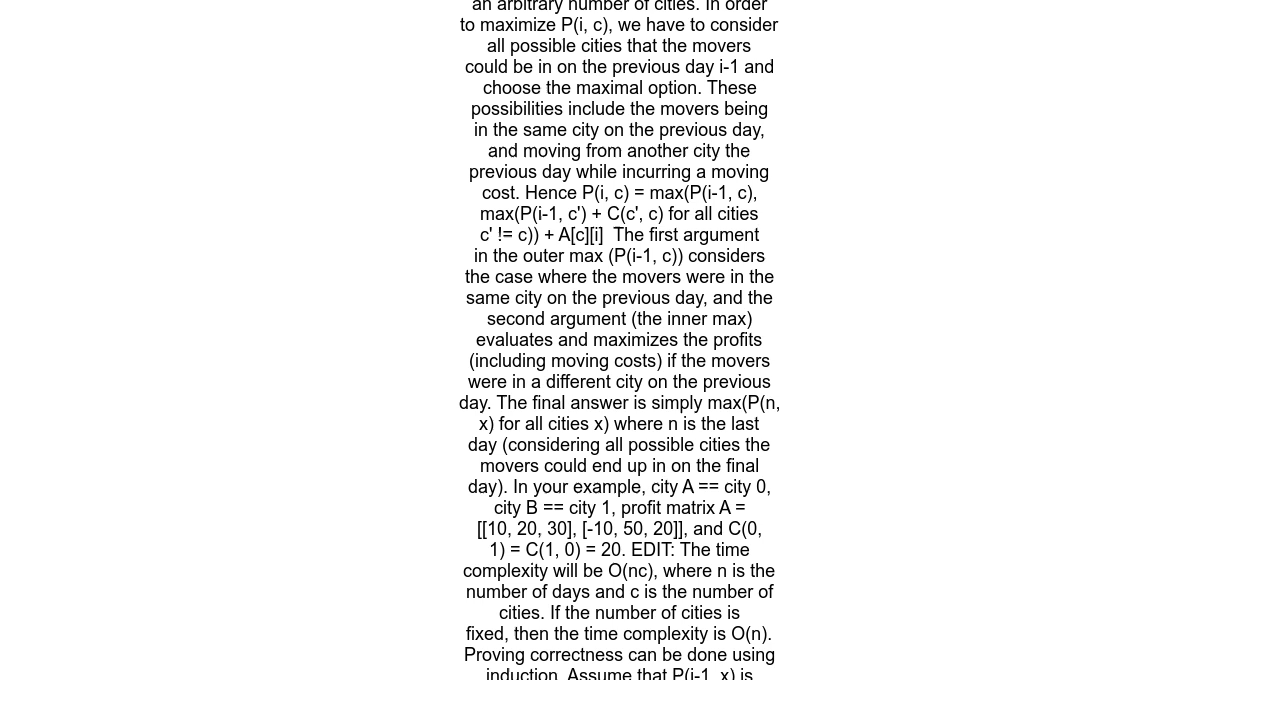 an arbitrary number of cities. In order
to maximize P(i, c), we have to consider
all possible cities that the movers
could be in on the previous day i-1 and
choose the maximal option. These
possibilities include the movers being
in the same city on the previous day,
and moving from another city the
previous day while incurring a moving
cost. Hence P(i, c) = max(P(i-1, c),
max(P(i-1, c') + C(c', c) for all cities
c' != c)) + A[c][i]  The first argument
in the outer max (P(i-1, c)) considers
the case where the movers were in the
same city on the previous day, and the
second argument (the inner max)
evaluates and maximizes the profits
(including moving costs) if the movers
were in a different city on the previous
day. The final answer is simply max(P(n,
x) for all cities x) where n is the last
day (considering all possible cities the
movers could end up in on the final
day). In your example, city A == city 0,
city B == city 1, profit matrix A =
[[10, 20, 30], [-10, 50, 20]], and C(0,
1) = C(1, 0) = 20. EDIT: The time
complexity will be O(nc), where n is the
number of days and c is the number of
cities. If the number of cities is
fixed, then the time complexity is O(n).
Proving correctness can be done using
induction. Assume that P(i-1, x) is